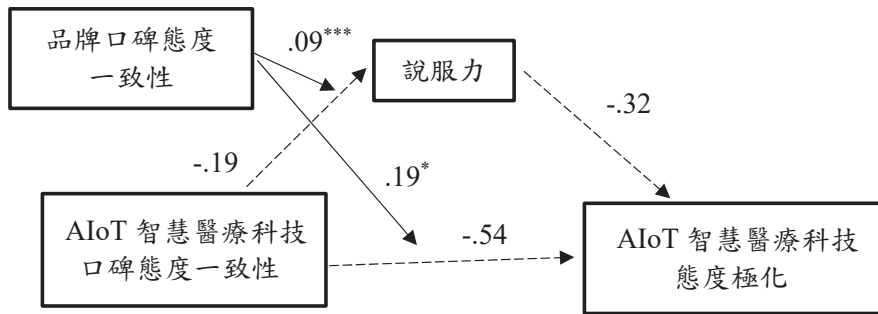 品牌口碑態度
一致性
.09***
說服力
-.32
-.19
.19*
AIoT 智慧醫療科技
口碑態度一致性
-.54
AIoT 智慧醫療科技
態度極化